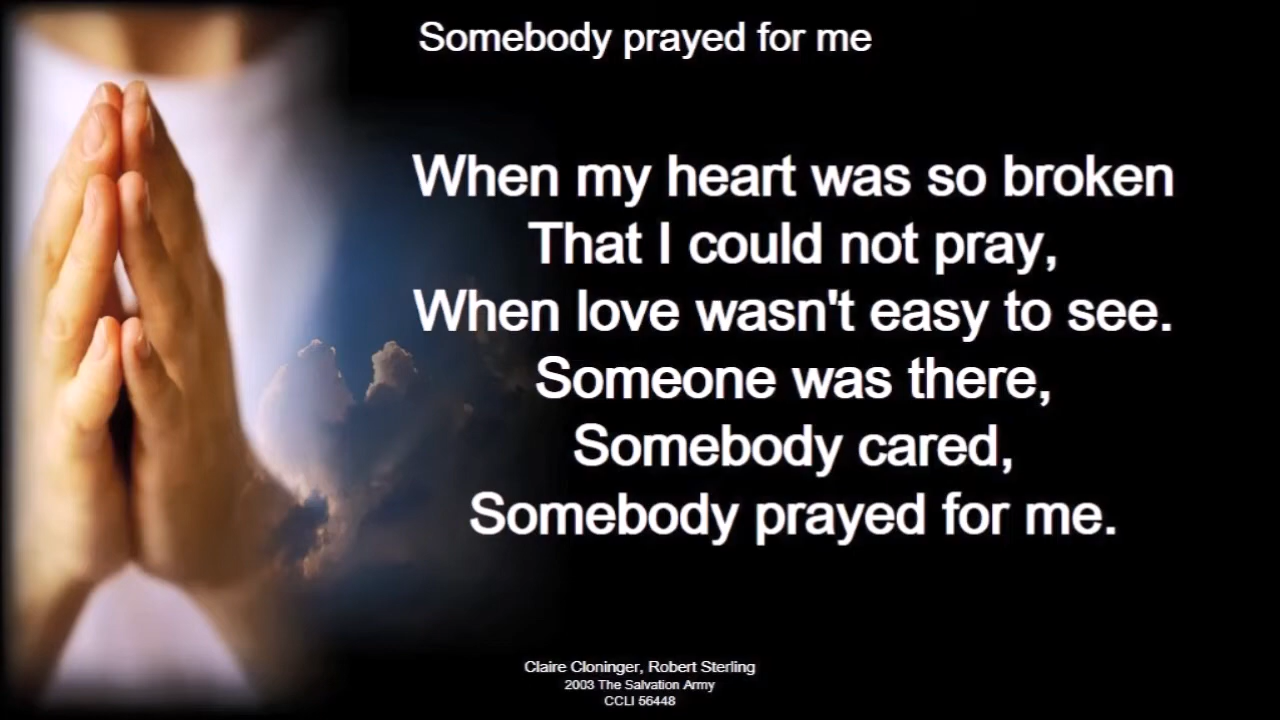 Somebody prayed for me
When my heart was so broken
That I could not pray,
When love wasn't easy to see.
Someone was there,
Somebody cared,
Somebody prayed for me.
Claire Cloninger, Robert Sterling
2003 The Salvation Army
CCLI 56448